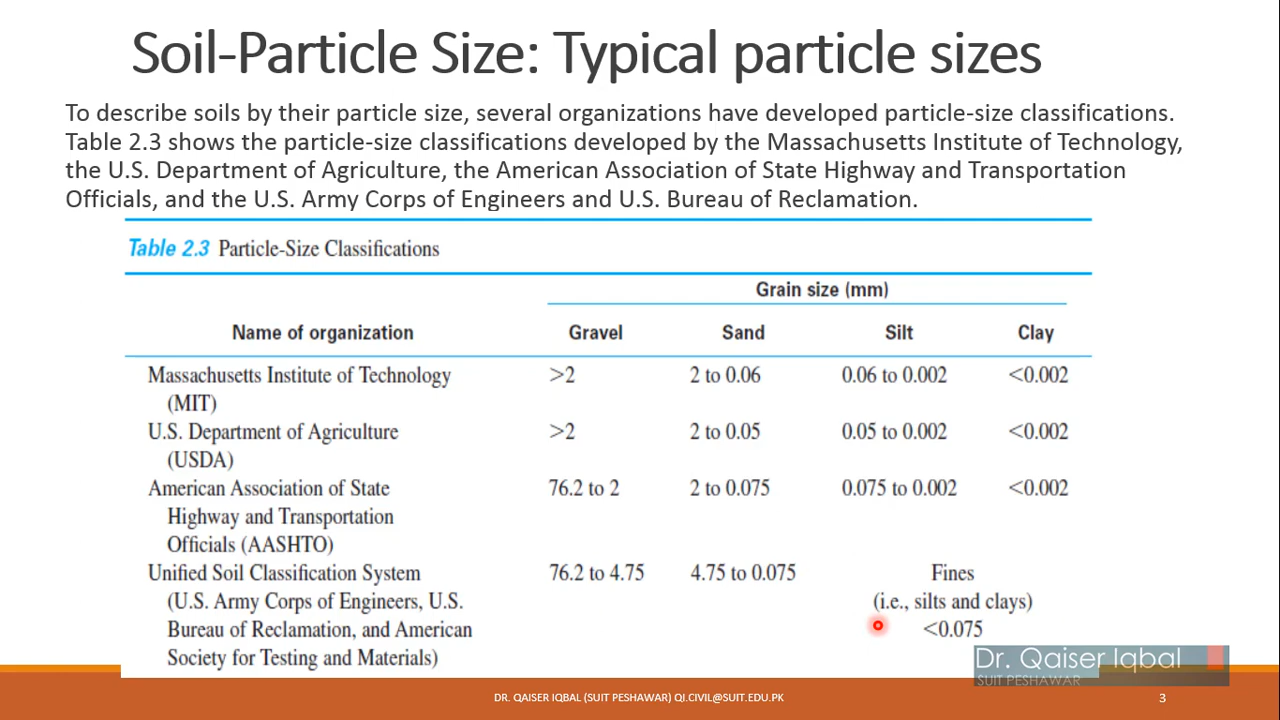 Soil-Particle Size: Typical particle sizes
To describe soils by their particle size, several organizations have developed particle-size classifications.
Table 2.3 shows the particle-size classifications developed by the Massachusetts Institute of Technology,
the U.S. Department of Agriculture, the American Association of State Highway and Transportation
Officials, and the U.S. Army Corps of Engineers and U.S. Bureau of Reclamation.
Table 2.3 Particle-Size Classifications
Grain size (mm)
Name of organization Gravel Sand Silt Clay
Massachusetts Institute of Technology >2 2 to 0.06 0.06 to 0.002 <0.002
(MIT)
U.S. Department of Agriculture >2 2 to 0.05 0.05 to 0.002 <0.002
(USDA)
American Association of State 76.2 to 2 2 to 0.075 0.075 to 0.002 <0.002
Highway and Transportation
Officials (AASHTO)
Unified Soil Classification System 76.2 to 4.75 4.75 to 0.075 Fines
(U.S. Army Corps of Engineers, U.S. (i.e., silts and clays)
Bureau of Reclamation, and American <0.075
Society for Testing and Materials)
Dr. Qaiser Iqbal
SUIT PESHAWAR
DR. QAISER IQBAL (SUIT PESHAWAR) QI.CIVIL@SUIT.EDU.PK 3